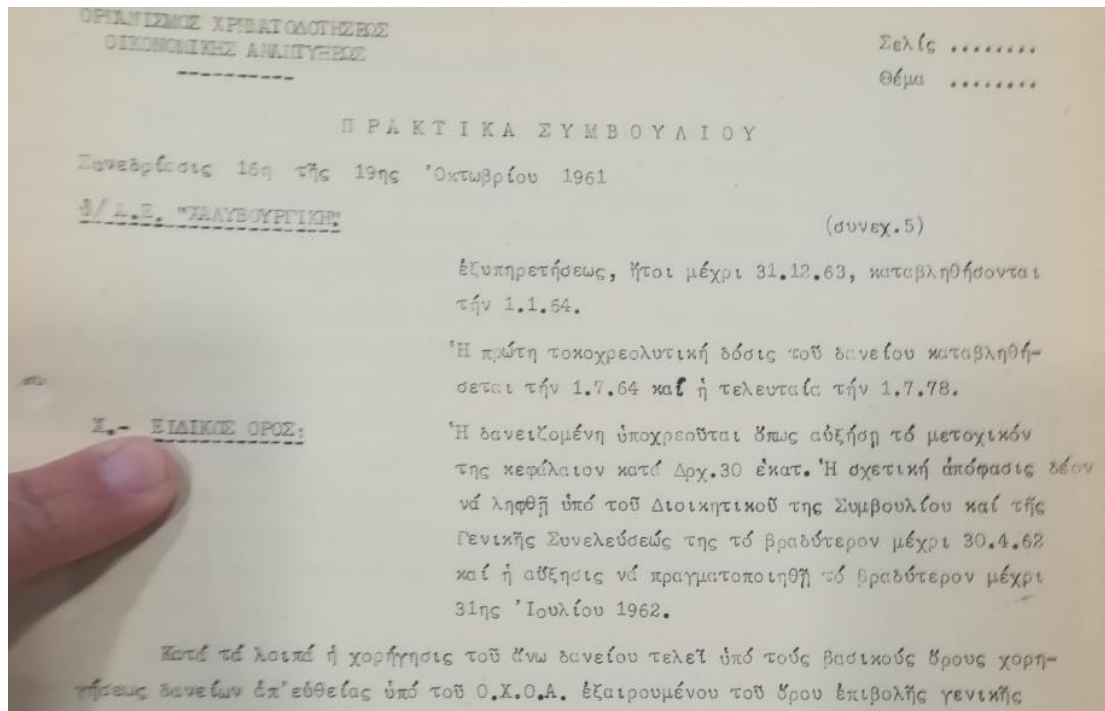 ΟΡΓΑΝΙΣΜΟΣ ΧΡΗΜΑΤΟΔΟΤΗΣΕΩΣ
ΟΙΚΟΝΟΜΙΚΗΣ ΑΝΑΠΤΥΞΕΩΣ
----------
Σελίς ........
Θέμα ........
Π Ρ Α Κ Τ Ι Κ Α Σ Υ Μ Β Ο Υ Λ Ι Ο Υ
Συνεδρίασις 16η τῆς 19ης Ὀκτωβρίου 1961
δ/ Α.Ε. "ΧΑΛΥΒΟΥΡΓΙΚΗ"
(συνεχ.5)
ἐξυπηρετήσεως, ἤτοι μέχρι 31.12.63, καταβληθήσονται
τήν 1.1.64.
Ἡ πρώτη τοκοχρεολυτική δόσις τοῦ δανείου καταβληθή-
σεται τήν 1.7.64 καί ἡ τελευταία τήν 1.7.78.
Χ.- ΕΙΔΙΚΟΣ ΟΡΟΣ:
Ἡ δανειζομένη ὑποχρεοῦται ὅπως αὐξήση τό μετοχικόν
της κεφάλαιον κατά Δρχ.30 ἑκατ. Ἡ σχετική ἀπόφασις δέον
νά ληφθῇ ὑπό τοῦ Διοικητικοῦ της Συμβουλίου καί τῆς
Γενικῆς Συνελεύσεώς της τό βραδύτερον μέχρι 30.4.62
καί ἡ αὔξησις νά πραγματοποιηθῇ τό βραδύτερον μέχρι
31ης Ἰουλίου 1962.
Κατά τά λοιπά ἡ χορήγησις τοῦ ἄνω δανείου τελεῖ ὑπό τούς βασικούς ὅρους χορη-
γήσεως δανείων ἀπ'εὐθείας ὑπό τοῦ Ο.Χ.Ο.Α. ἐξαιρουμένου τοῦ ὅρου ἐπιβολῆς γενικῆς